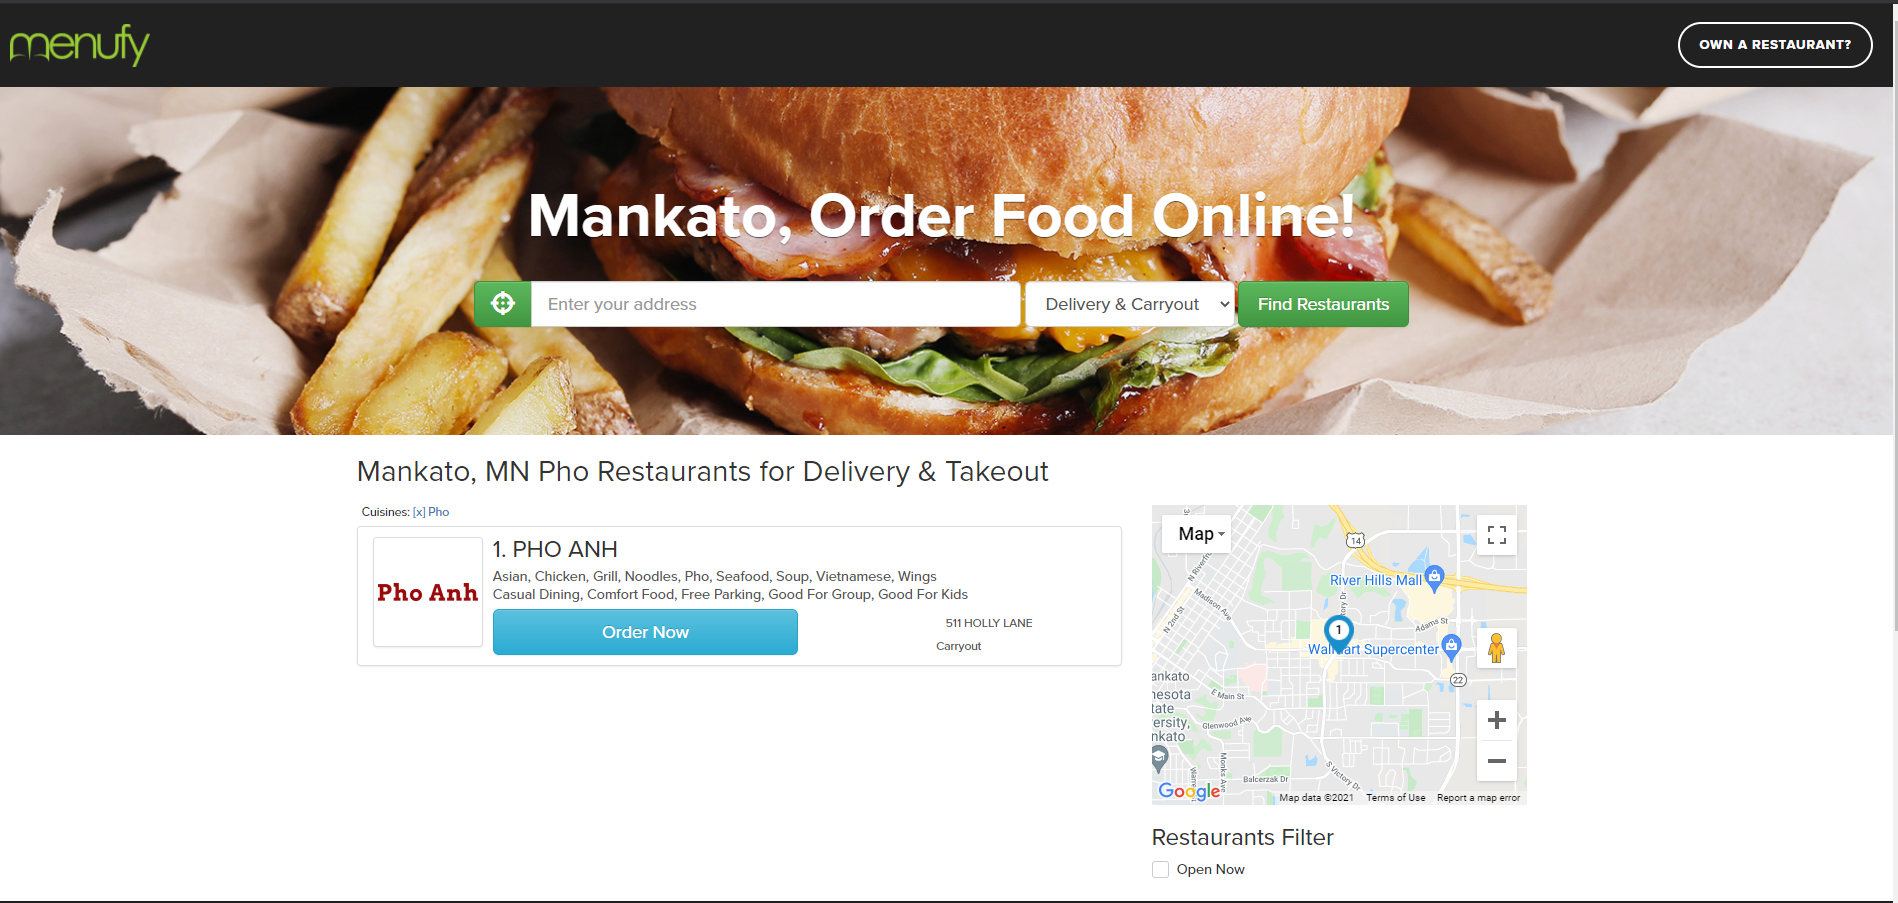 menufy
OWN A RESTAURANT?
Mankato, Order Food Online!
Enter your address
Delivery & Carryout
Find Restaurants
Mankato, MN Pho Restaurants for Delivery & Takeout
Cuisines: [x] Pho
Pho Anh
1. PHO ANH
Asian, Chicken, Grill, Noodles, Pho, Seafood, Soup, Vietnamese, Wings
Casual Dining, Comfort Food, Free Parking, Good For Group, Good For Kids
Order Now
511 HOLLY LANE
Carryout
Map
14
N Riverfr
River Hills Mall
Madison Ave
N 2nd St
tory Dr
Adams St
1
Walmart Supercenter
22
ankato
nesota
tate
ersity,
nkato
E Main St
Glenwood Ave
Monks Ave
Warre
Balcerzak Dr
S Victory Dr
Google
Map data ©2021
Terms of Use
Report a map error
Restaurants Filter
Open Now